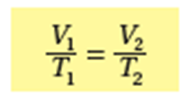 V₁/T₁ = V₂/T₂